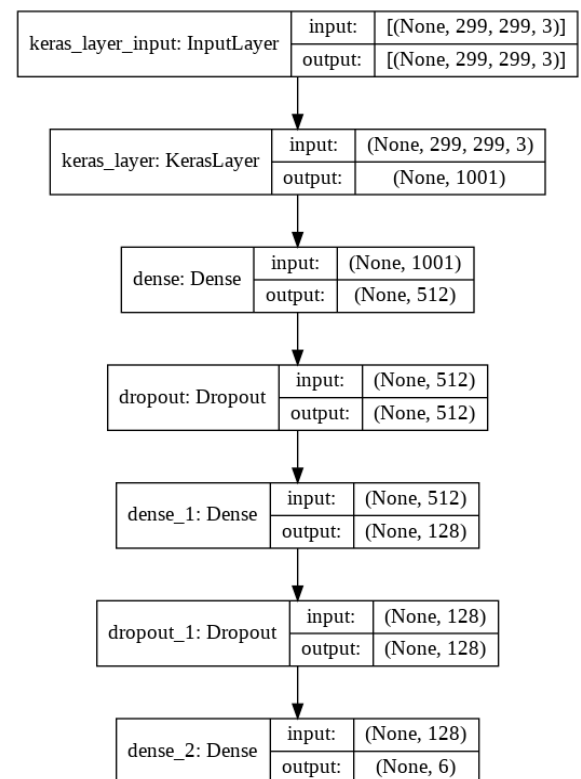 keras_layer_input: InputLayer
input: [(None, 299, 299, 3)]
output: [(None, 299, 299, 3)]
keras_layer: KerasLayer
input: (None, 299, 299, 3)
output: (None, 1001)
dense: Dense
input: (None, 1001)
output: (None, 512)
dropout: Dropout
input: (None, 512)
output: (None, 512)
dense_1: Dense
input: (None, 512)
output: (None, 128)
dropout_1: Dropout
input: (None, 128)
output: (None, 128)
dense_2: Dense
input: (None, 128)
output: (None, 6)